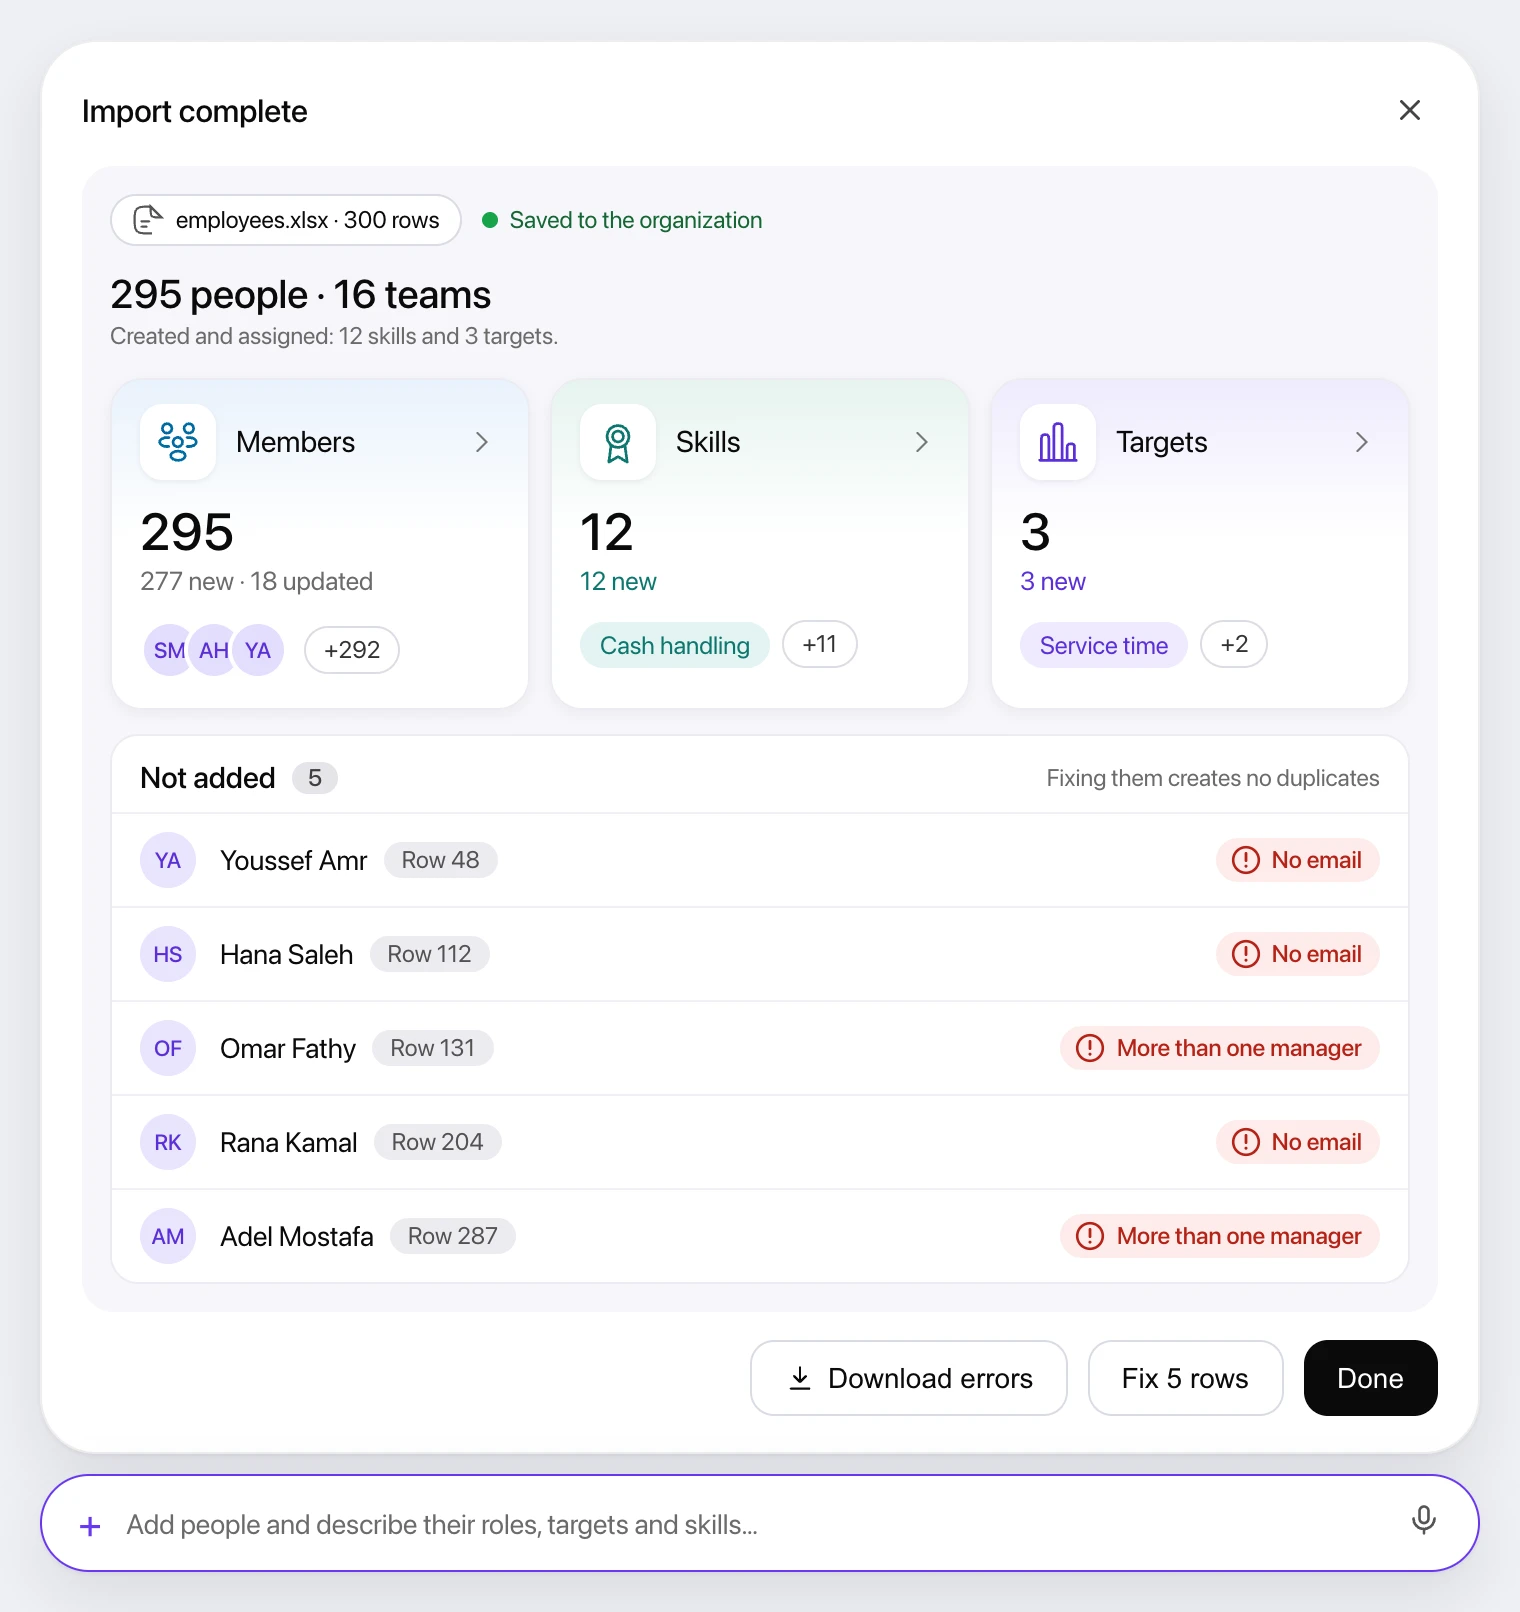 Import complete
employees.xlsx · 300 rows
Saved to the organization
295 people · 16 teams
Created and assigned: 12 skills and 3 targets.
Members
295
277 new · 18 updated
SM AH YA +292
Skills
12
12 new
Cash handling +11
Targets
3
3 new
Service time +2
Not added 5
Fixing them creates no duplicates
YA Youssef Amr Row 48 No email
HS Hana Saleh Row 112 No email
OF Omar Fathy Row 131 More than one manager
RK Rana Kamal Row 204 No email
AM Adel Mostafa Row 287 More than one manager
Download errors
Fix 5 rows
Done
Add people and describe their roles, targets and skills...